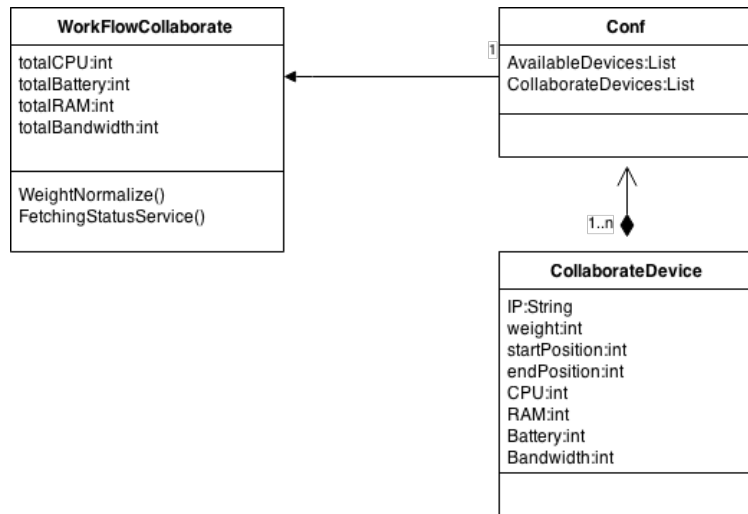 WorkFlowCollaborate
totalCPU:int
totalBattery:int
totalRAM:int
totalBandwidth:int
WeightNormalize()
FetchingStatusService()
1
Conf
AvailableDevices:List
CollaborateDevices:List
1..n
CollaborateDevice
IP:String
weight:int
startPosition:int
endPosition:int
CPU:int
RAM:int
Battery:int
Bandwidth:int